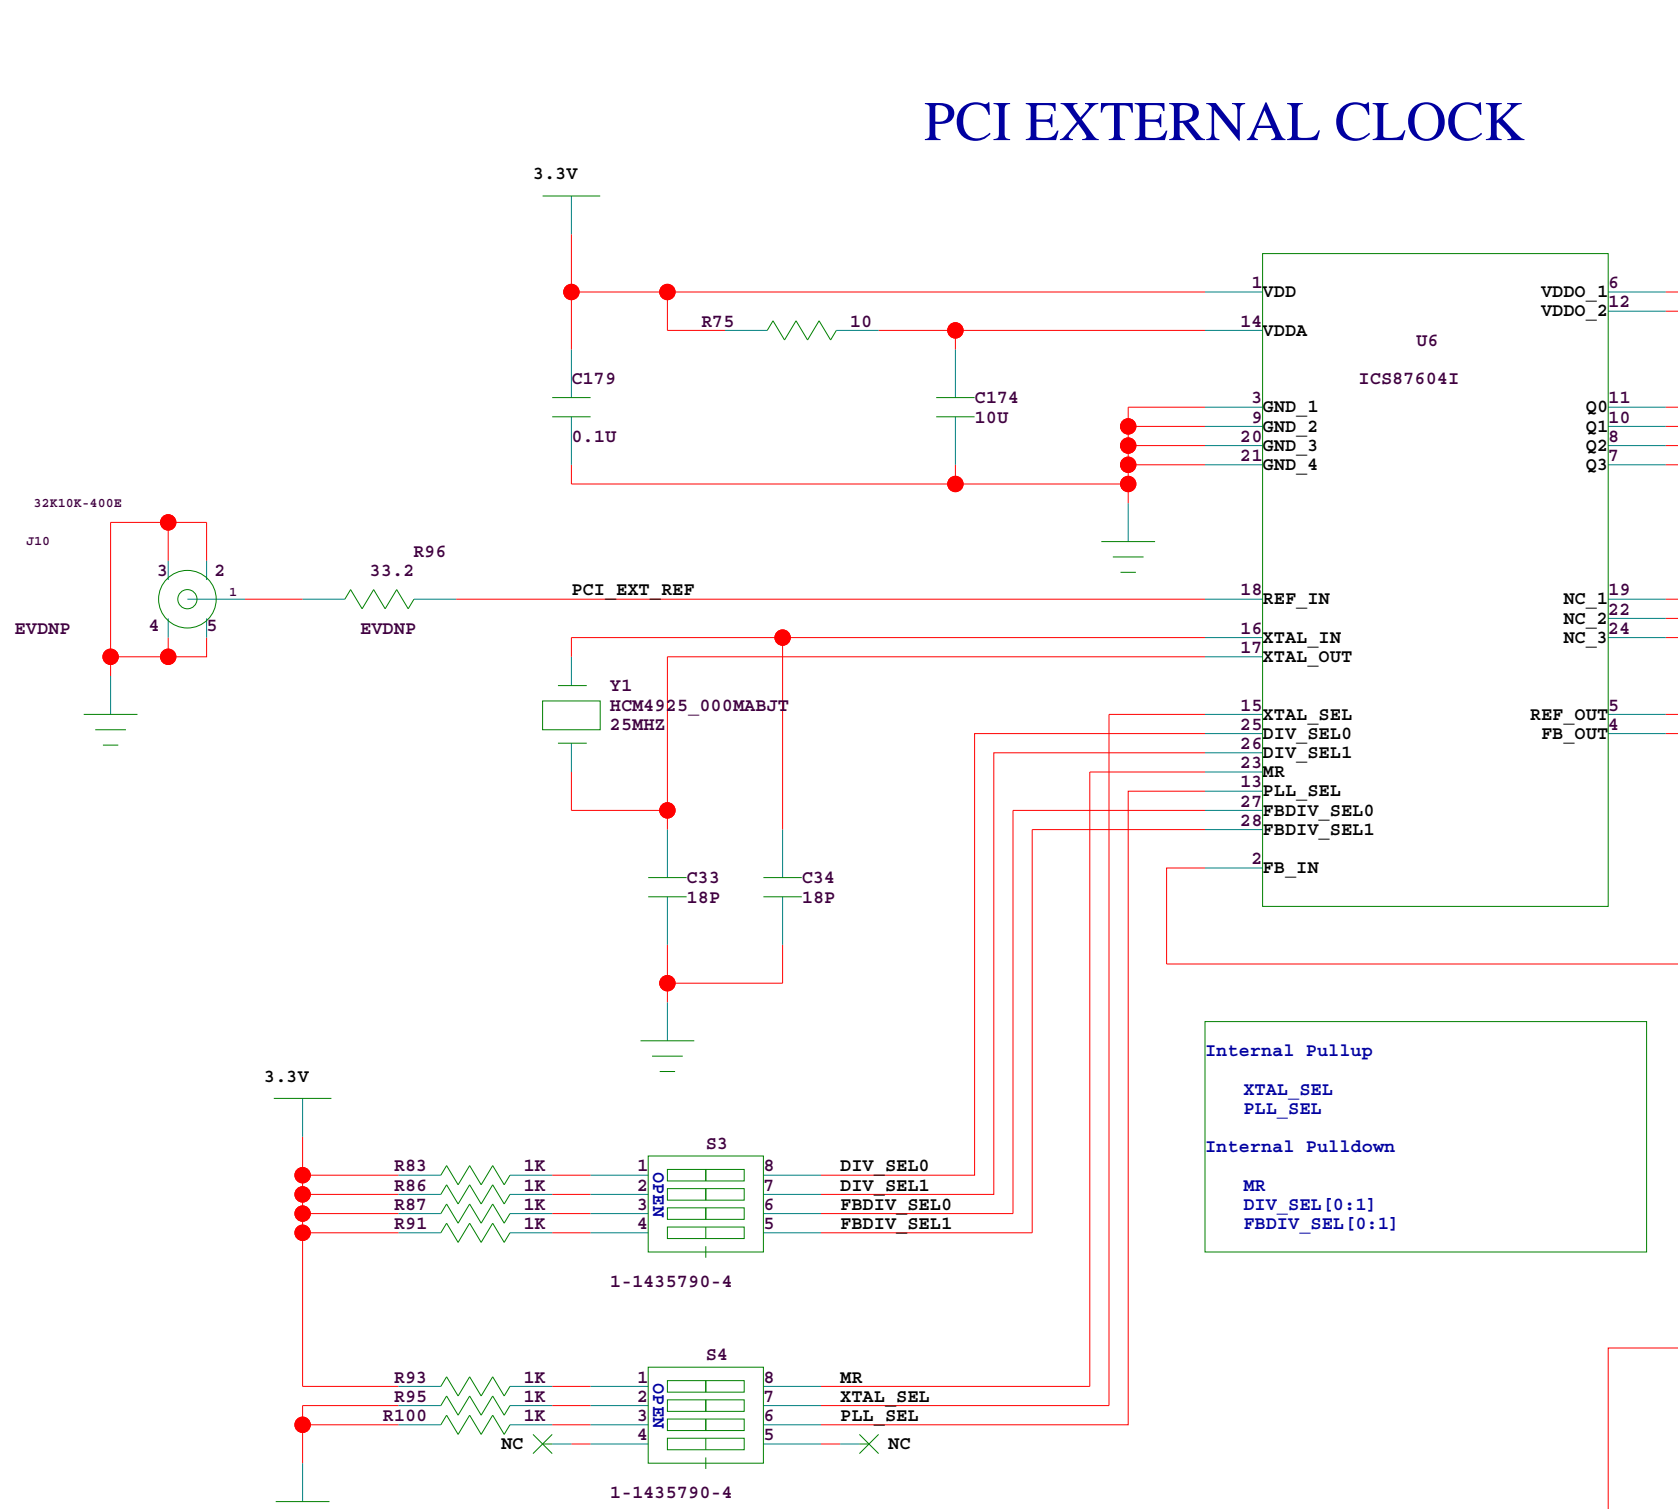 PCI EXTERNAL CLOCK
3.3V
1 VDD
VDDO_1 6
VDDO_2 12
R75 10
14 VDDA
U6
ICS87604I
C179
0.1U
C174
10U
3 GND_1
9 GND_2
20 GND_3
21 GND_4
Q0 11
Q1 10
Q2 8
Q3 7
32K10K-400E
J10
R96
33.2
3 2
1
4 5
EVDNP
EVDNP
PCI_EXT_REF
18 REF_IN
16 XTAL_IN
17 XTAL_OUT
NC_1 19
NC_2 22
NC_3 24
Y1
HCM4925_000MABJT
25MHZ
15 XTAL_SEL
25 DIV_SEL0
26 DIV_SEL1
23 MR
13 PLL_SEL
27 FBDIV_SEL0
28 FBDIV_SEL1
2 FB_IN
REF_OUT 5
FB_OUT 4
C33
18P
C34
18P
Internal Pullup
XTAL_SEL
PLL_SEL
Internal Pulldown
MR
DIV_SEL[0:1]
FBDIV_SEL[0:1]
3.3V
S3
R83 1K 1 8 DIV_SEL0
R86 1K 2 7 DIV_SEL1
R87 1K 3 6 FBDIV_SEL0
R91 1K 4 5 FBDIV_SEL1
OPEN
1-1435790-4
S4
R93 1K 1 8 MR
R95 1K 2 7 XTAL_SEL
R100 1K 3 6 PLL_SEL
NC 4 5 NC
OPEN
1-1435790-4